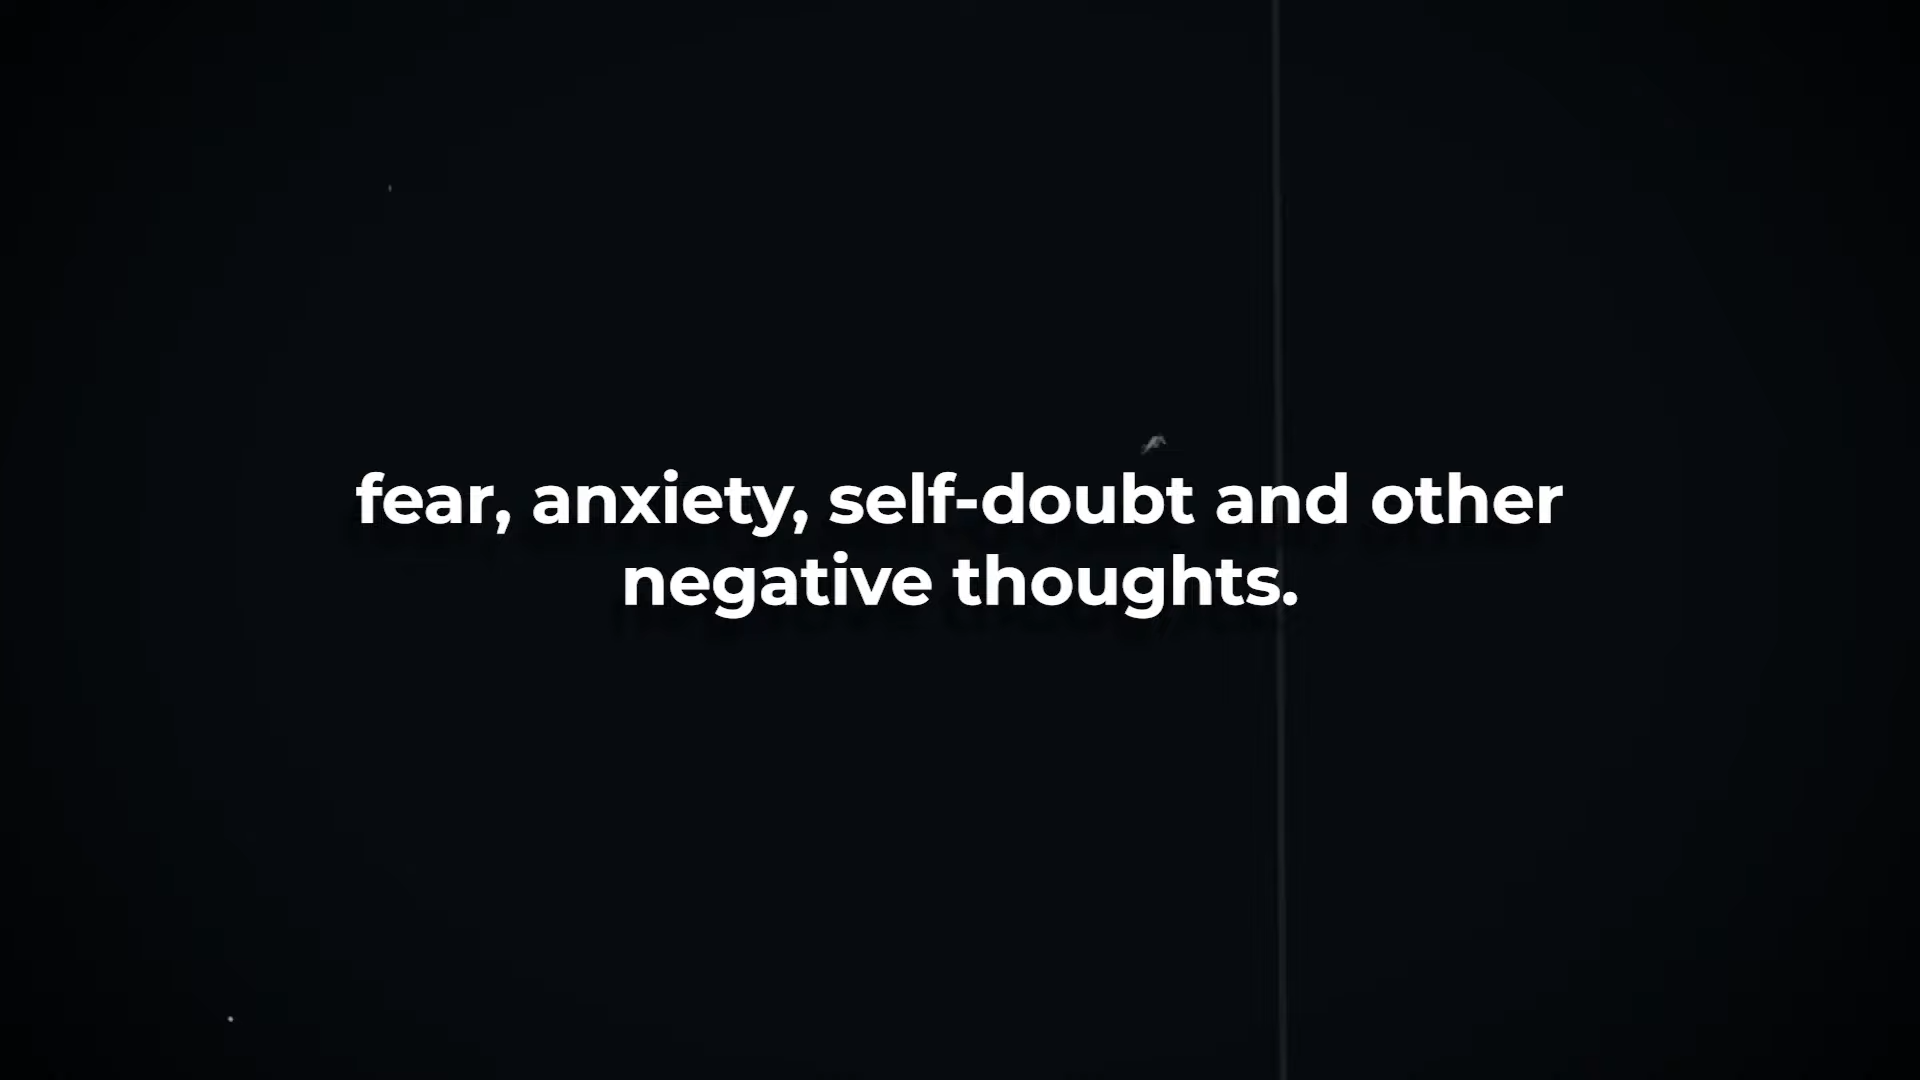 fear, anxiety, self-doubt and other
negative thoughts.